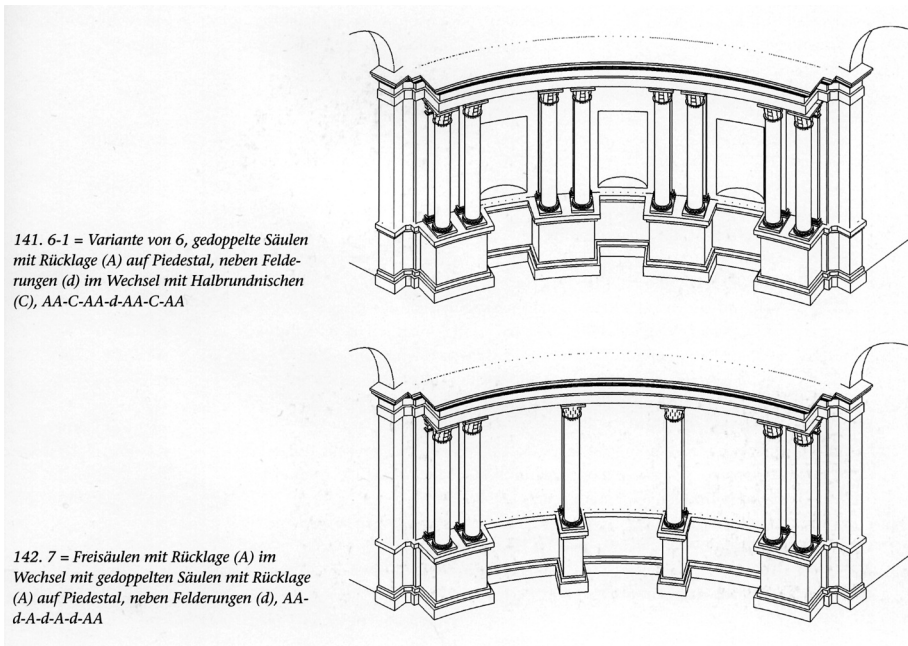 141. 6-1 = Variante von 6, gedoppelte Säulen
mit Rücklage (A) auf Piedestal, neben Felde-
rungen (d) im Wechsel mit Halbrundnischen
(C), AA-C-AA-d-AA-C-AA
142. 7 = Freisäulen mit Rücklage (A) im
Wechsel mit gedoppelten Säulen mit Rücklage
(A) auf Piedestal, neben Felderungen (d), AA-
d-A-d-A-d-AA